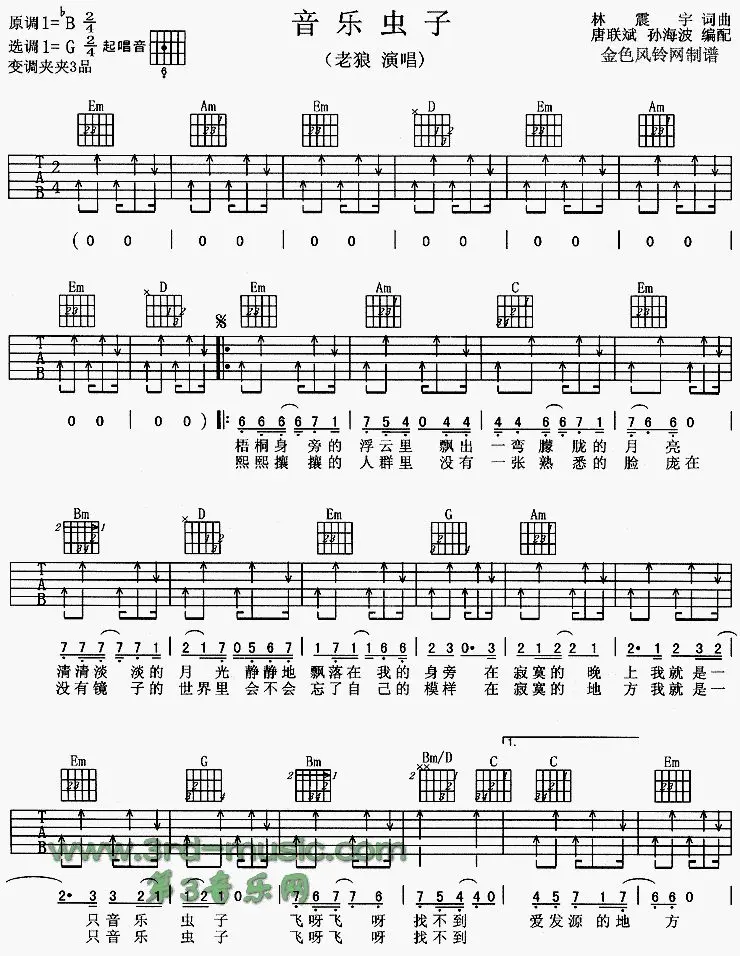 音乐虫子
(老狼 演唱)
原调1=♭B 2/4
选调1=G 2/4 起唱音
变调夹夹3品
林震宇 词曲
唐联斌 孙海波 编配
金色风铃网制谱
Em Am Em D Em Am
T A B 2 4
( 0 0 | 0 0 | 0 0 | 0 0 | 0 0 | 0 0 |
Em D Em Am C Em
T A B
0 0 | 0 0 ) 6 6 6 6 7 1 | 7 5 4 0 4 4 | 4 4 6 6 7 1 | 7 6 6 0 |
梧桐身旁的浮云里飘出一弯朦胧的月亮
熙熙攘攘的人群里没有一张熟悉的脸庞在
Bm D Em G Am
T A B
7 7 7 7 7 1 | 2 1 7 0 5 6 7 | 1 1 7 1 1 6 6 | 2 3 0 3 | 2 1 2 2 | 2· 1 2 3 2 |
清清淡淡的月光静静地飘落在我的身旁在寂寞的晚上我就是一
没有镜子的世界里会不会忘了自己的模样在寂寞的地方我就是一
Em G Bm Bm/D C C Em
1.
T A B
www.3rd-music.com
第3音乐网
2· 3 3 2 1 | 1 2 1 0 | 7 6 7 6 7 | 7 5 4 4 0 | 4 5 7 1 7 | 6 6 0 |
只音乐虫子飞呀飞呀找不到爱发源的地方
只音乐虫子飞呀飞呀找不到